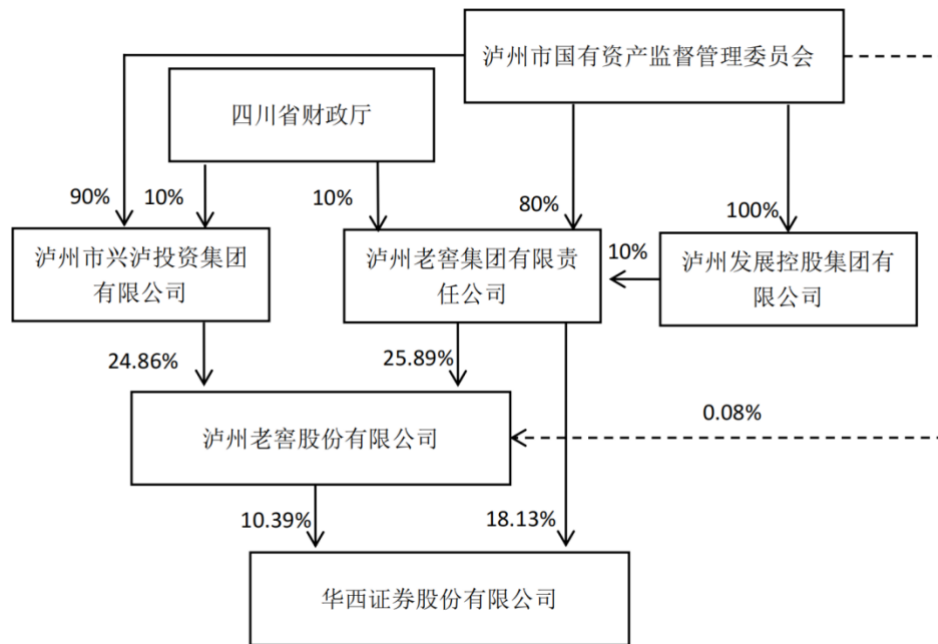 泸州市国有资产监督管理委员会
四川省财政厅
90%
10%
10%
80%
100%
泸州市兴泸投资集团
有限公司
泸州老窖集团有限责
任公司
10%
泸州发展控股集团有
限公司
24.86%
25.89%
0.08%
泸州老窖股份有限公司
10.39%
18.13%
华西证券股份有限公司